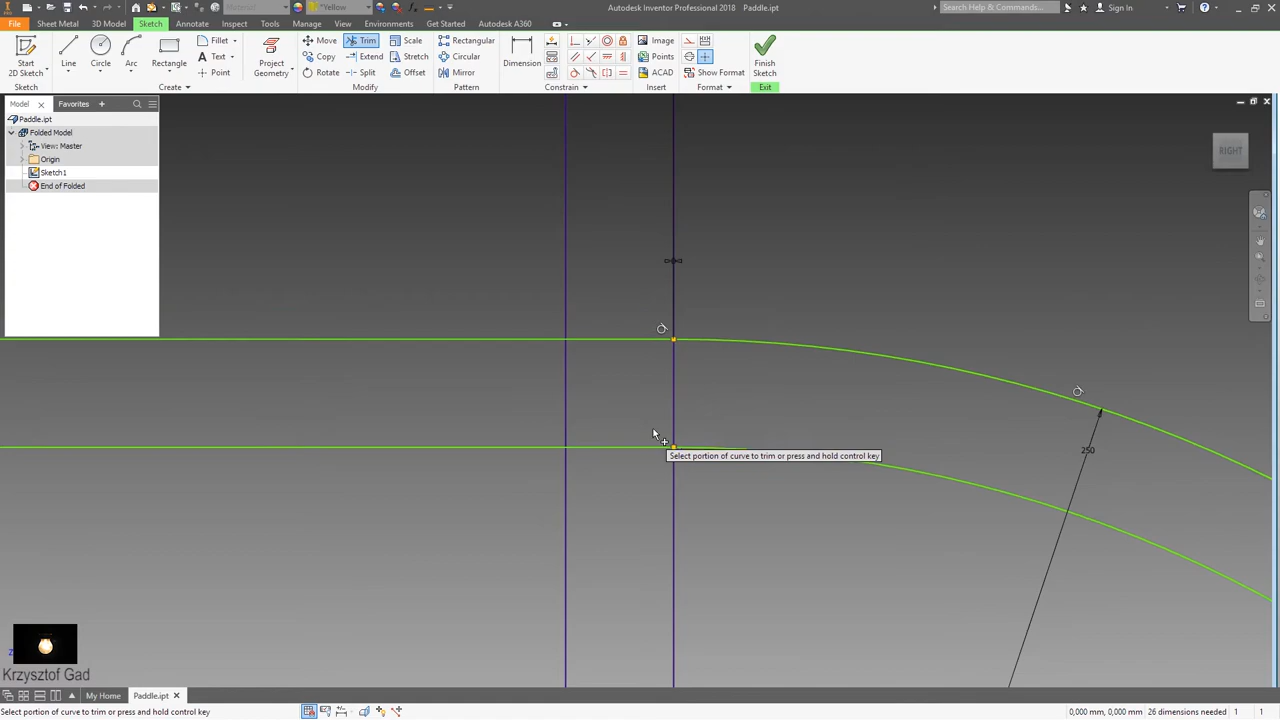 Autodesk Inventor Professional 2018   Paddle.ipt
Material
*Yellow
Search Help & Commands...
Sign In
File
Sheet Metal
3D Model
Sketch
Annotate
Inspect
Tools
Manage
View
Environments
Get Started
Autodesk A360
Start
2D Sketch
Line
Circle
Arc
Rectangle
Fillet
Text
Point
Project
Geometry
Move
Copy
Rotate
Trim
Extend
Split
Scale
Stretch
Offset
Rectangular
Circular
Mirror
Dimension
Image
Points
ACAD
Show Format
Finish
Sketch
Sketch
Create
Modify
Pattern
Constrain
Insert
Format
Exit
Model
Favorites
Paddle.ipt
Folded Model
View: Master
Origin
Sketch1
End of Folded
RIGHT
250
Select portion of curve to trim or press and hold control key
Z
Krzysztof Gad
My Home
Paddle.ipt
Select portion of curve to trim or press and hold control key
0,000 mm, 0,000 mm
26 dimensions needed
1
1